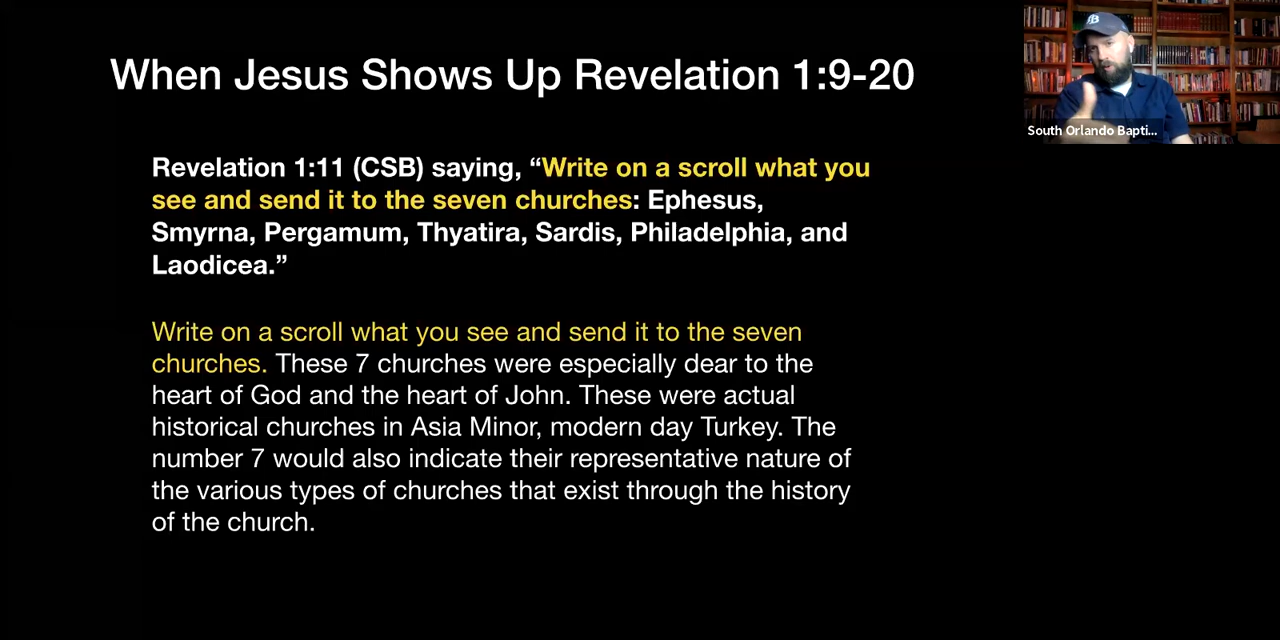 When Jesus Shows Up Revelation 1:9-20
South Orlando Bapti...
Revelation 1:11 (CSB) saying, “Write on a scroll what you
see and send it to the seven churches: Ephesus,
Smyrna, Pergamum, Thyatira, Sardis, Philadelphia, and
Laodicea.”
Write on a scroll what you see and send it to the seven
churches. These 7 churches were especially dear to the
heart of God and the heart of John. These were actual
historical churches in Asia Minor, modern day Turkey. The
number 7 would also indicate their representative nature of
the various types of churches that exist through the history
of the church.